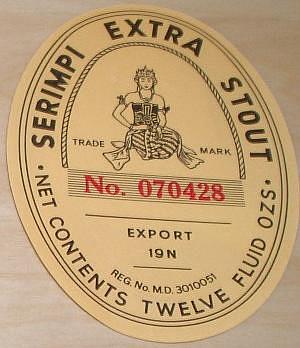 SERIMPI EXTRA STOUT
TRADE MARK
No. 070428
EXPORT
19N
REG. No. M.D. 3010051
· NET CONTENTS TWELVE FLUID OZS ·